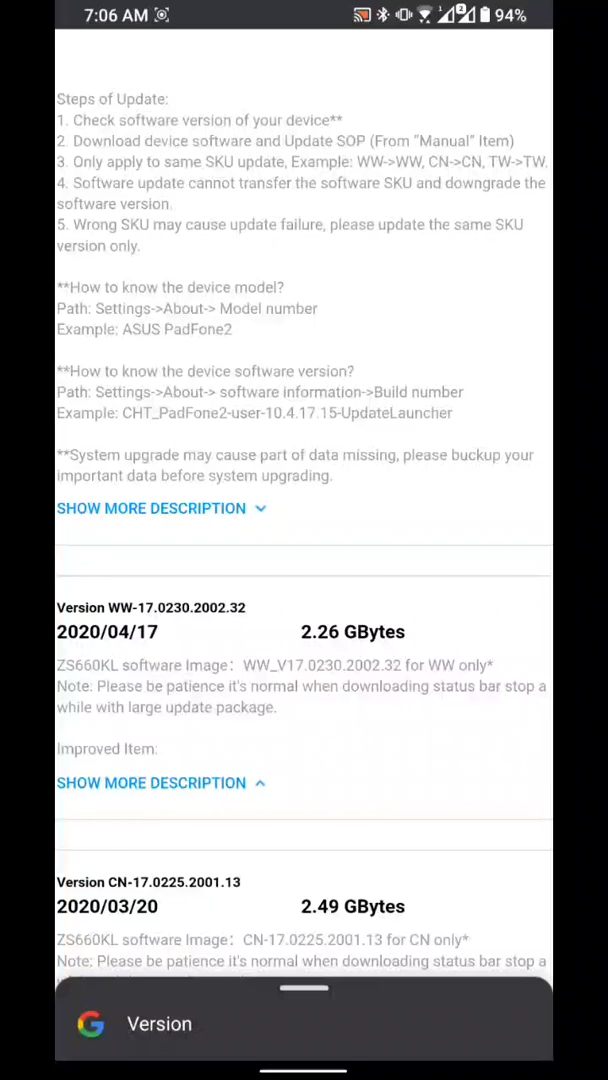 7:06 AM 1 2 94%
Steps of Update:
1. Check software version of your device**
2. Download device software and Update SOP (From "Manual" Item)
3. Only apply to same SKU update, Example: WW->WW, CN->CN, TW->TW.
4. Software update cannot transfer the software SKU and downgrade the
software version.
5. Wrong SKU may cause update failure, please update the same SKU
version only.
**How to know the device model?
Path: Settings->About-> Model number
Example: ASUS PadFone2
**How to know the device software version?
Path: Settings->About-> software information->Build number
Example: CHT_PadFone2-user-10.4.17.15-UpdateLauncher
**System upgrade may cause part of data missing, please buckup your
important data before system upgrading.
SHOW MORE DESCRIPTION
Version WW-17.0230.2002.32
2020/04/17 2.26 GBytes
ZS660KL software Image：WW_V17.0230.2002.32 for WW only*
Note: Please be patience it's normal when downloading status bar stop a
while with large update package.
Improved Item:
SHOW MORE DESCRIPTION
Version CN-17.0225.2001.13
2020/03/20 2.49 GBytes
ZS660KL software Image：CN-17.0225.2001.13 for CN only*
Note: Please be patience it's normal when downloading status bar stop a
G Version